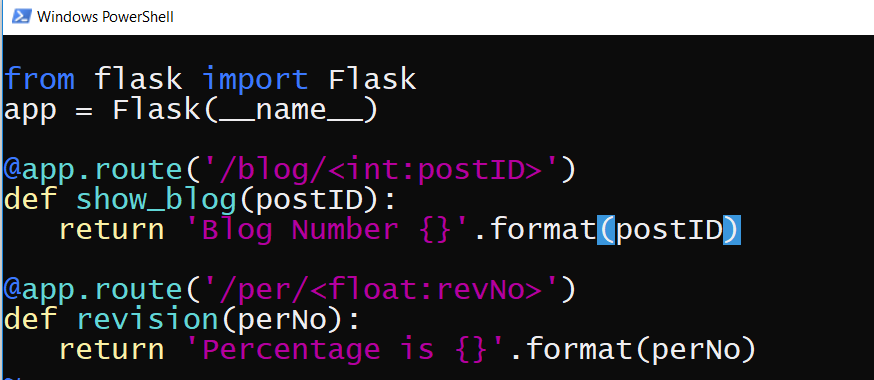 Windows PowerShell
from flask import Flask
app = Flask(__name__)
@app.route('/blog/<int:postID>')
def show_blog(postID):
   return 'Blog Number {}'.format(postID)
@app.route('/per/<float:revNo>')
def revision(perNo):
   return 'Percentage is {}'.format(perNo)